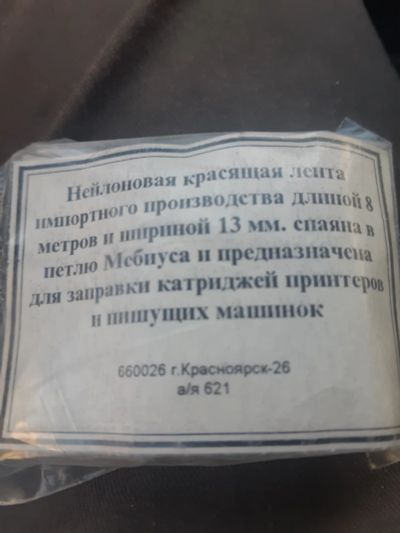 Нейлоновая красящая лента
импортного производства длиной 8
метров и шириной 13 мм. спаяна в
петлю Мебиуса и предназначена
для заправки катриджей принтеров
и пишущих машинок
660026 г.Красноярск-26
а/я 621